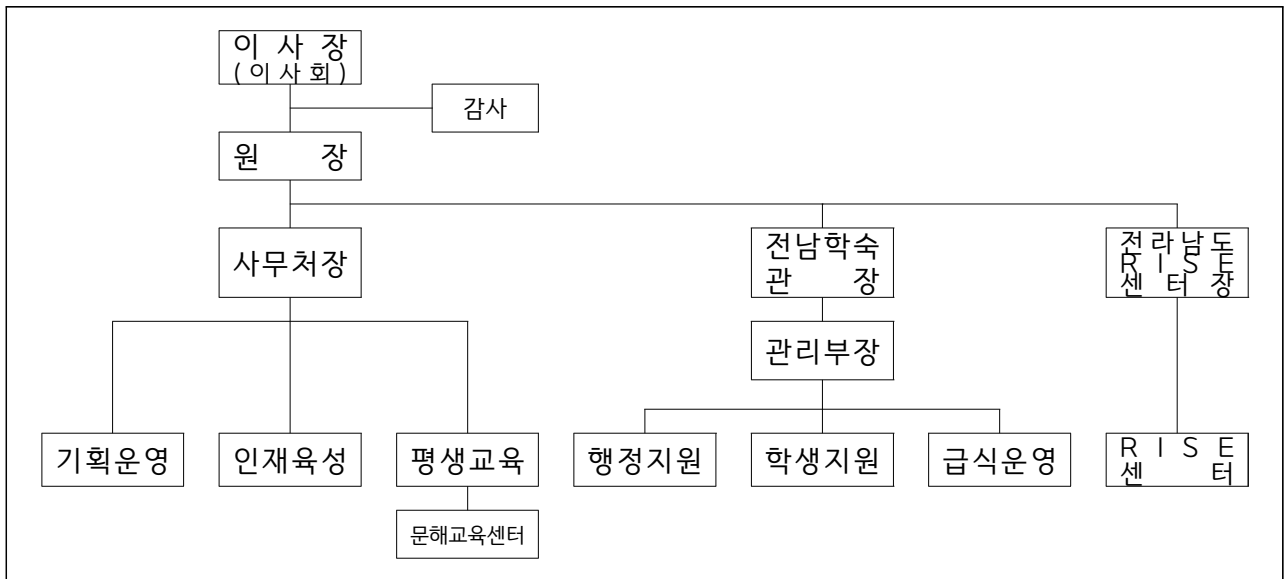 이 사 장
( 이 사 회 )
감사
원 장
사무처장
전남학숙
관 장
전라남도
R I S E
센 터 장
관리부장
기획운영
인재육성
평생교육
행정지원
학생지원
급식운영
R I S E
센 터
문해교육센터